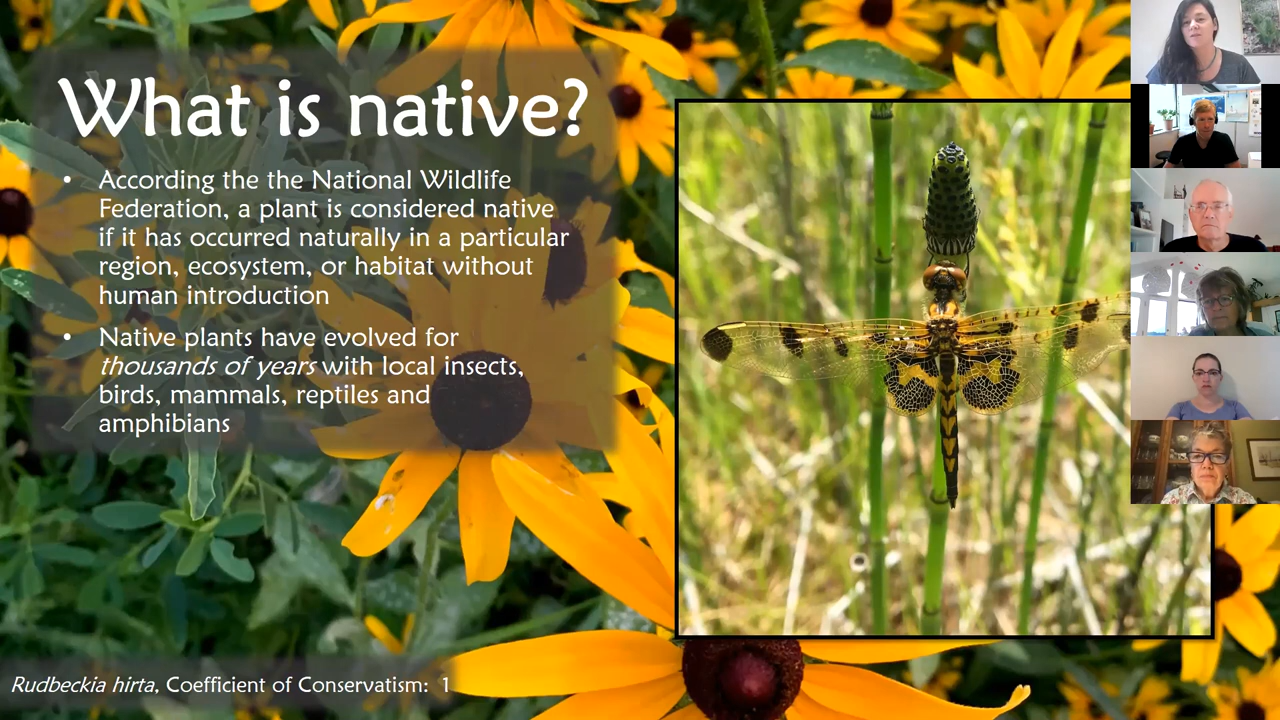 What is native?
• According the the National Wildlife
Federation, a plant is considered native
if it has occurred naturally in a particular
region, ecosystem, or habitat without
human introduction
• Native plants have evolved for
thousands of years with local insects,
birds, mammals, reptiles and
amphibians
Rudbeckia hirta, Coefficient of Conservatism: 1